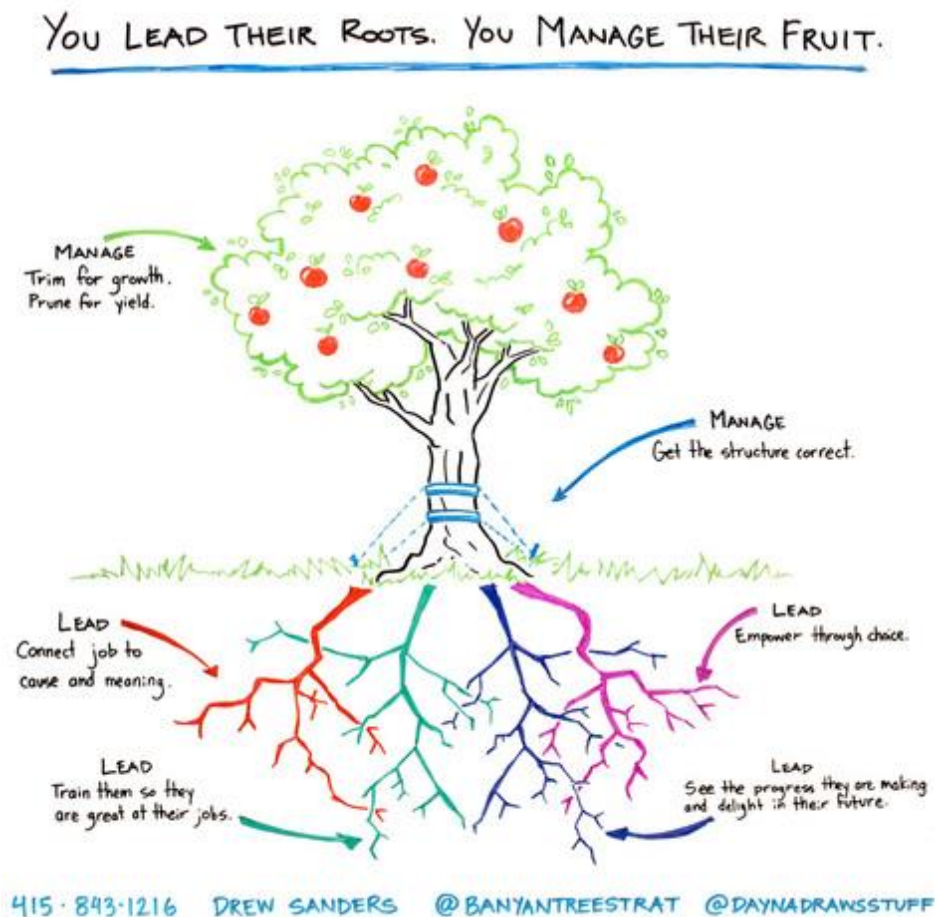 YOU LEAD THEIR ROOTS. YOU MANAGE THEIR FRUIT.
MANAGE
Trim for growth.
Prune for yield.
MANAGE
Get the structure correct.
LEAD
Connect job to
cause and meaning.
LEAD
Empower through choice.
LEAD
Train them so they
are great at their jobs.
LEAD
See the progress they are making
and delight in their future.
415·843·1216 DREW SANDERS @BANYANTREESTRAT @DAYNADRAWSSTUFF